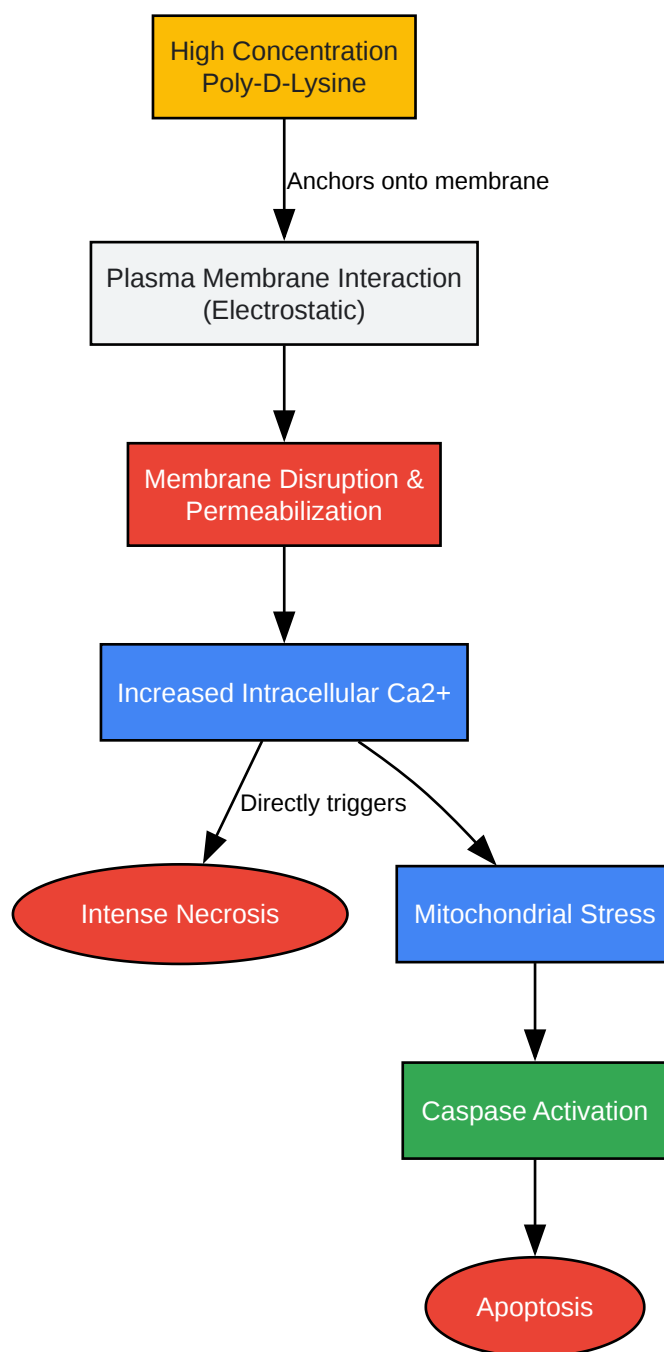 High Concentration
Poly-D-Lysine
Anchors onto membrane
Plasma Membrane Interaction
(Electrostatic)
Membrane Disruption &
Permeabilization
Increased Intracellular Ca2+
Directly triggers
Intense Necrosis
Mitochondrial Stress
Caspase Activation
Apoptosis